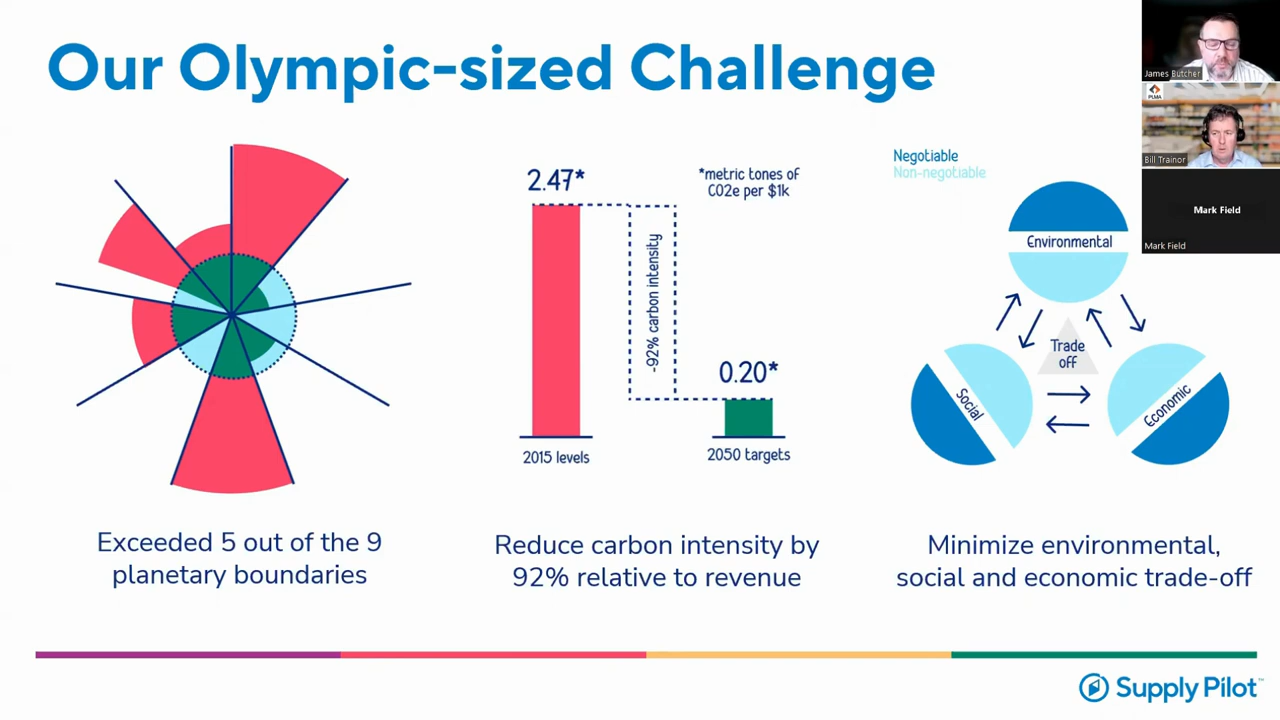 Our Olympic-sized Challenge
2.47*
*metric tones of
CO2e per $1k
-92% carbon intensity
0.20*
2015 levels
2050 targets
Negotiable
Non-negotiable
Environmental
Trade
off
Social
Economic
Exceeded 5 out of the 9
planetary boundaries
Reduce carbon intensity by
92% relative to revenue
Minimize environmental,
social and economic trade-off
Supply Pilot™
James Butcher
PLMA
Bill Trainor
Mark Field
Mark Field